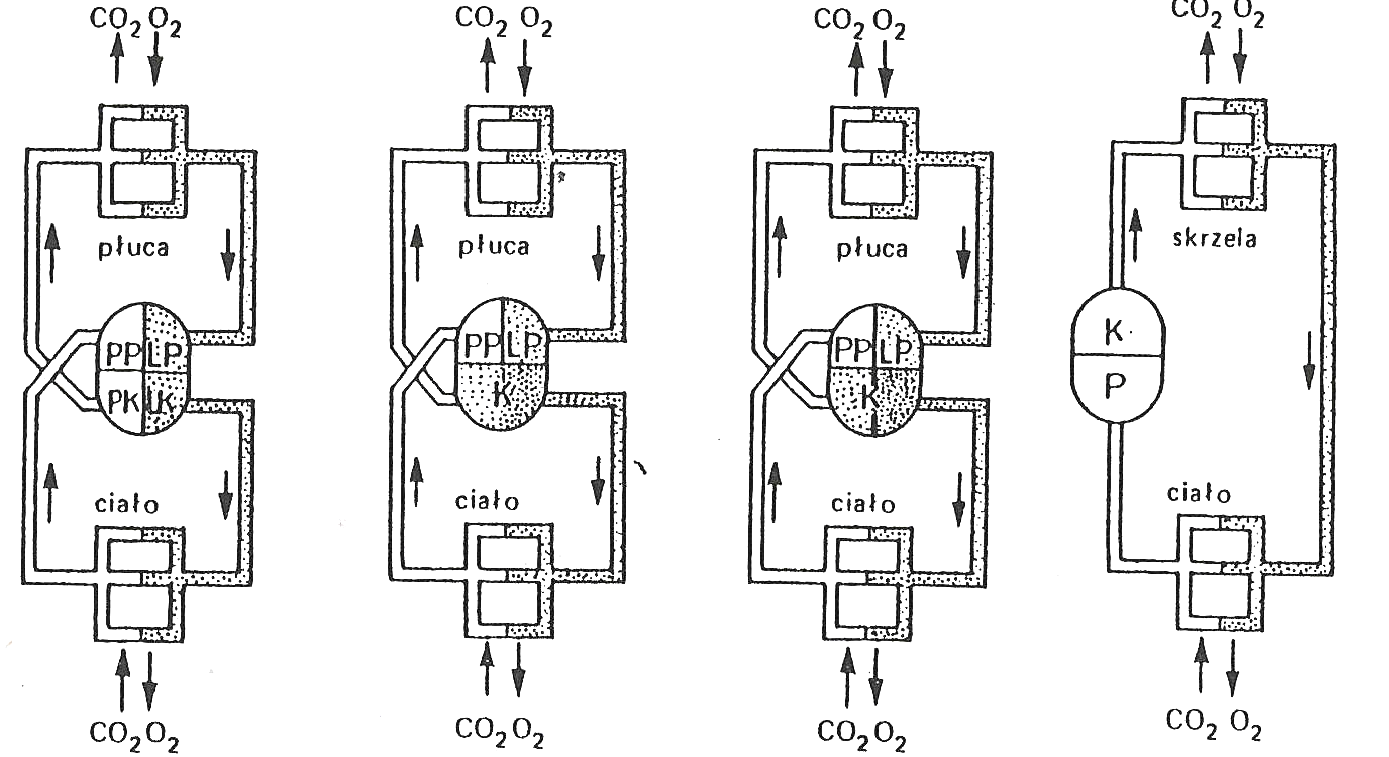 CO₂ O₂
płuca
PP LP
PK LK
ciało
CO₂ O₂
CO₂ O₂
płuca
PP LP
K
ciało
CO₂ O₂
CO₂ O₂
płuca
PP LP
K
ciało
CO₂ O₂
CO₂ O₂
skrzela
K
P
ciało
CO₂ O₂